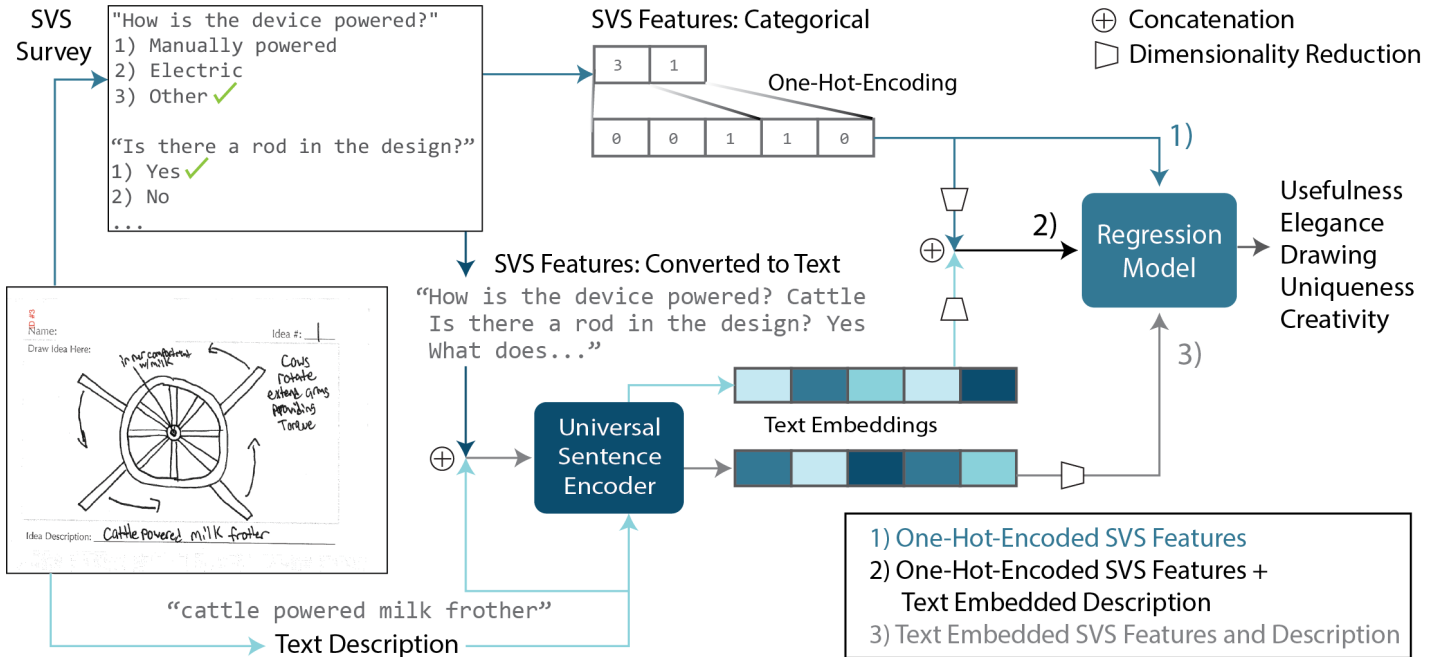 SVS
Survey
"How is the device powered?"
1) Manually powered
2) Electric
3) Other
“Is there a rod in the design?”
1) Yes
2) No
...
SVS Features: Categorical
3 1
One-Hot-Encoding
0 0 1 1 0
Concatenation
Dimensionality Reduction
1)
2)
Regression
Model
Usefulness
Elegance
Drawing
Uniqueness
Creativity
3)
SVS Features: Converted to Text
“How is the device powered? Cattle
Is there a rod in the design? Yes
What does...”
Universal
Sentence
Encoder
Text Embeddings
ID #3
Name:
Idea #: 1
Draw Idea Here:
inner compartment
w/milk
Cows
rotate
extend arms
providing
Torque
Idea Description: Cattle powered milk frother
“cattle powered milk frother”
Text Description
1) One-Hot-Encoded SVS Features
2) One-Hot-Encoded SVS Features +
Text Embedded Description
3) Text Embedded SVS Features and Description